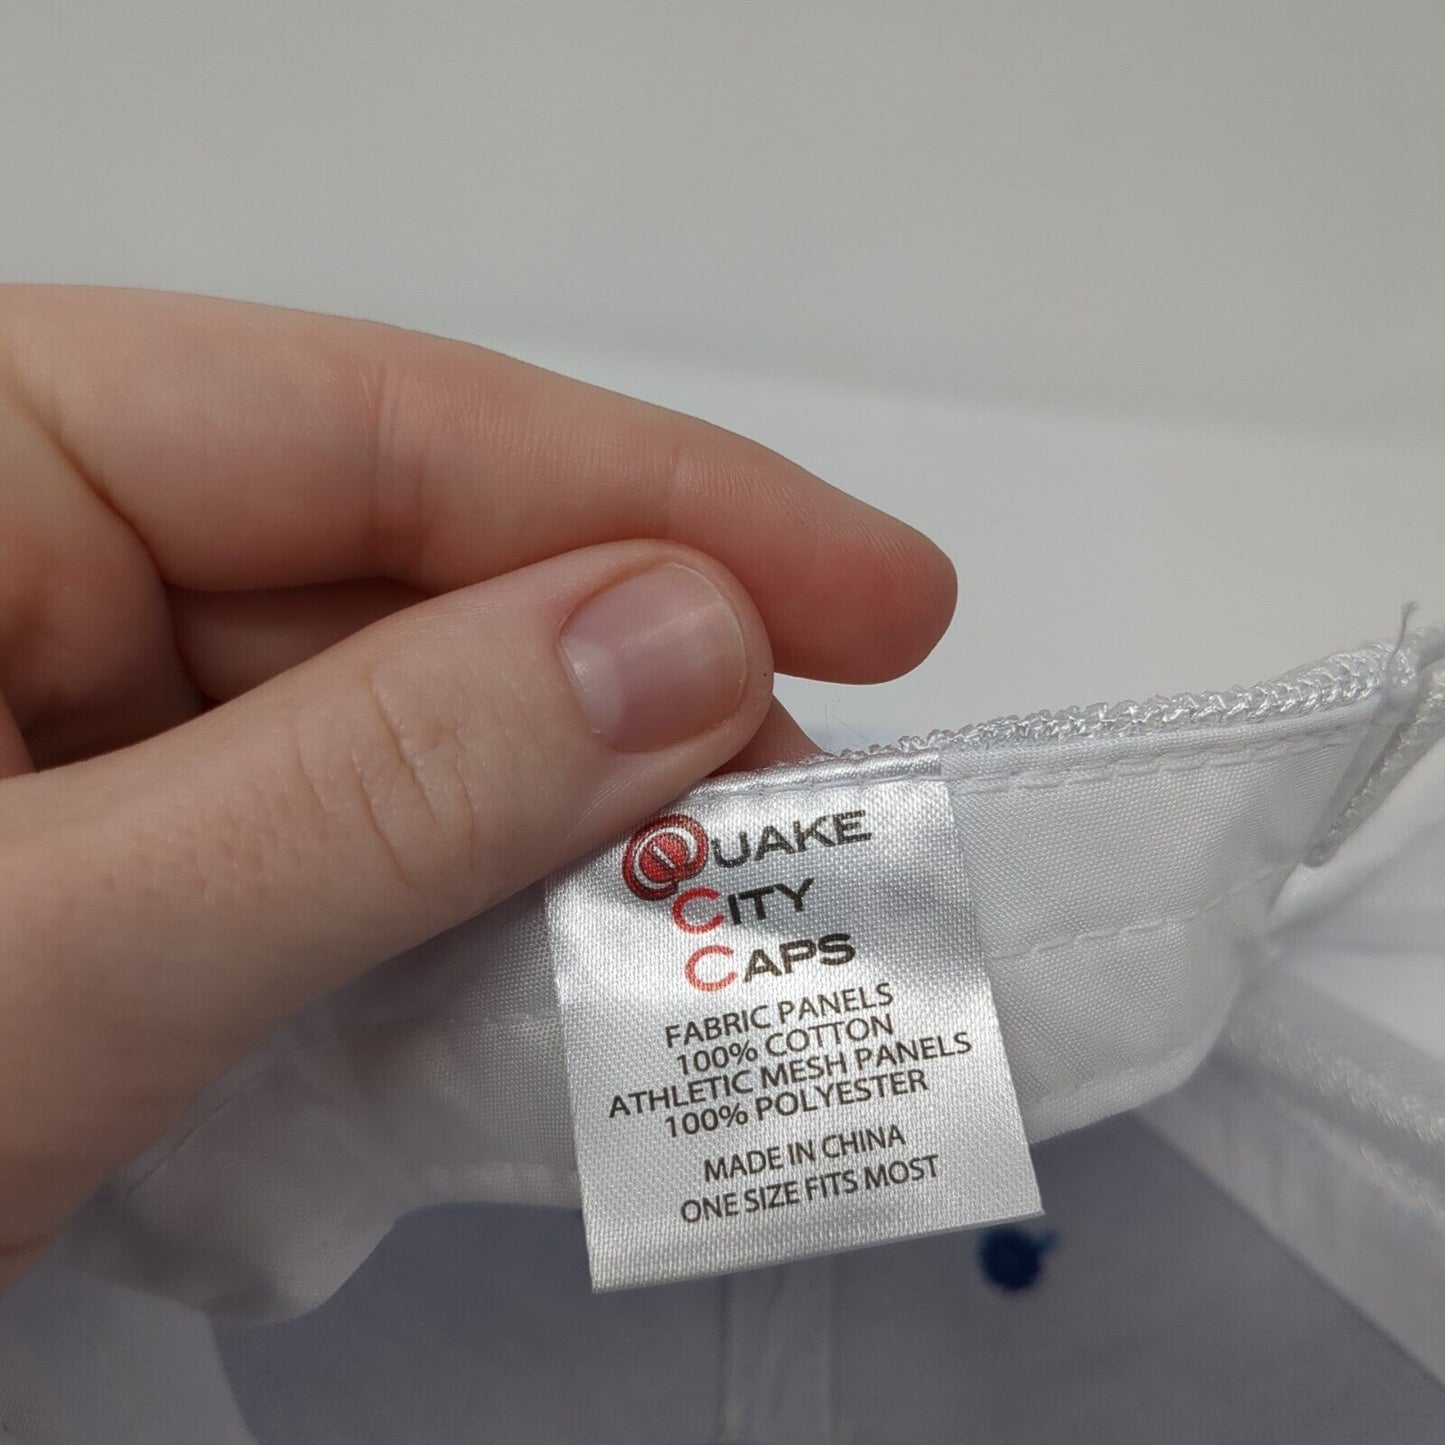 QUAKE
CITY
CAPS
FABRIC PANELS
100% COTTON
ATHLETIC MESH PANELS
100% POLYESTER
MADE IN CHINA
ONE SIZE FITS MOST